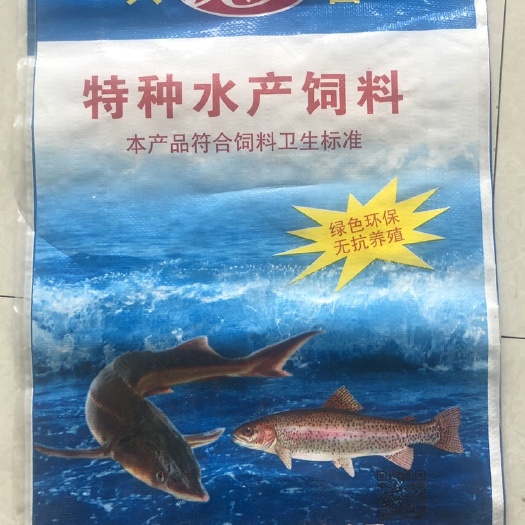 特种水产饲料
本产品符合饲料卫生标准
绿色环保
无抗养殖